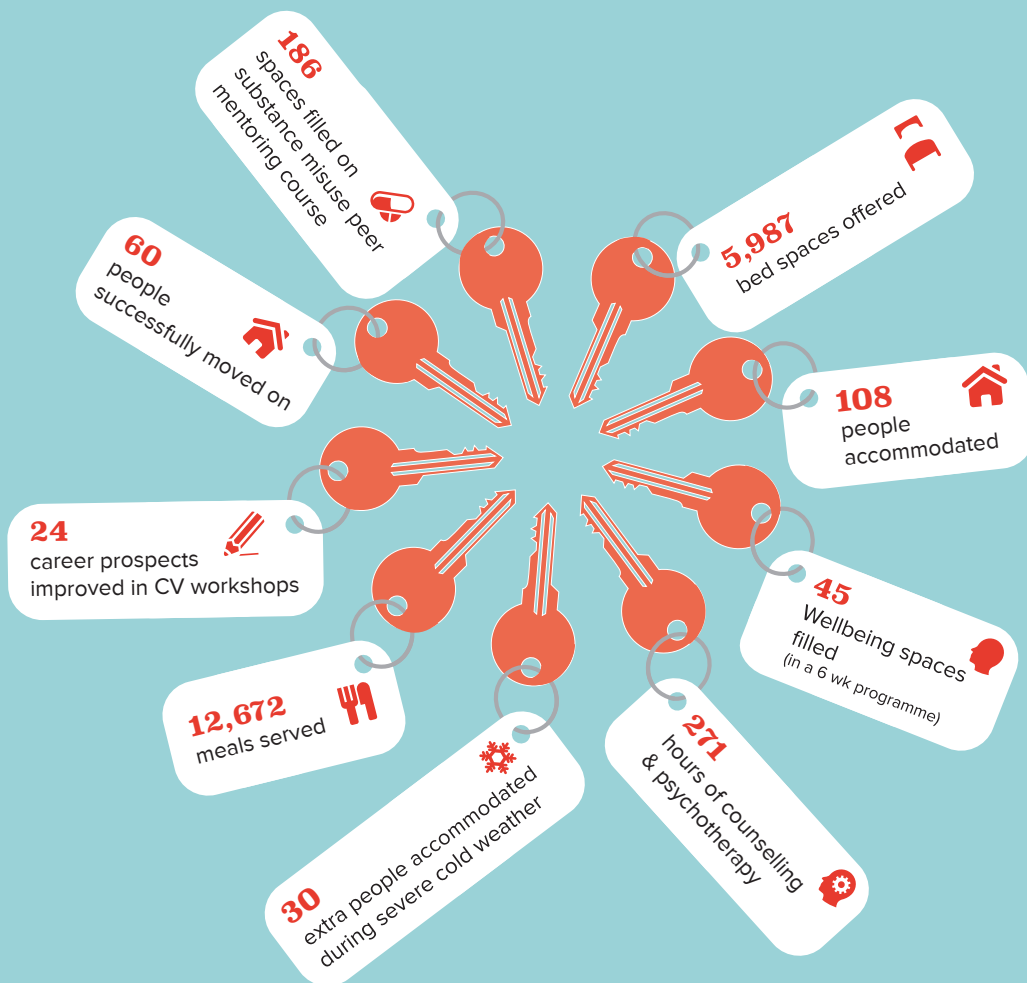 186
spaces filled on
substance misuse peer
mentoring course
5,987
bed spaces offered
60
people
successfully moved on
108
people
accommodated
24
career prospects
improved in CV workshops
45
Wellbeing spaces
filled
(in a 6 wk programme)
12,672
meals served
271
hours of counselling
& psychotherapy
30
extra people accommodated
during severe cold weather